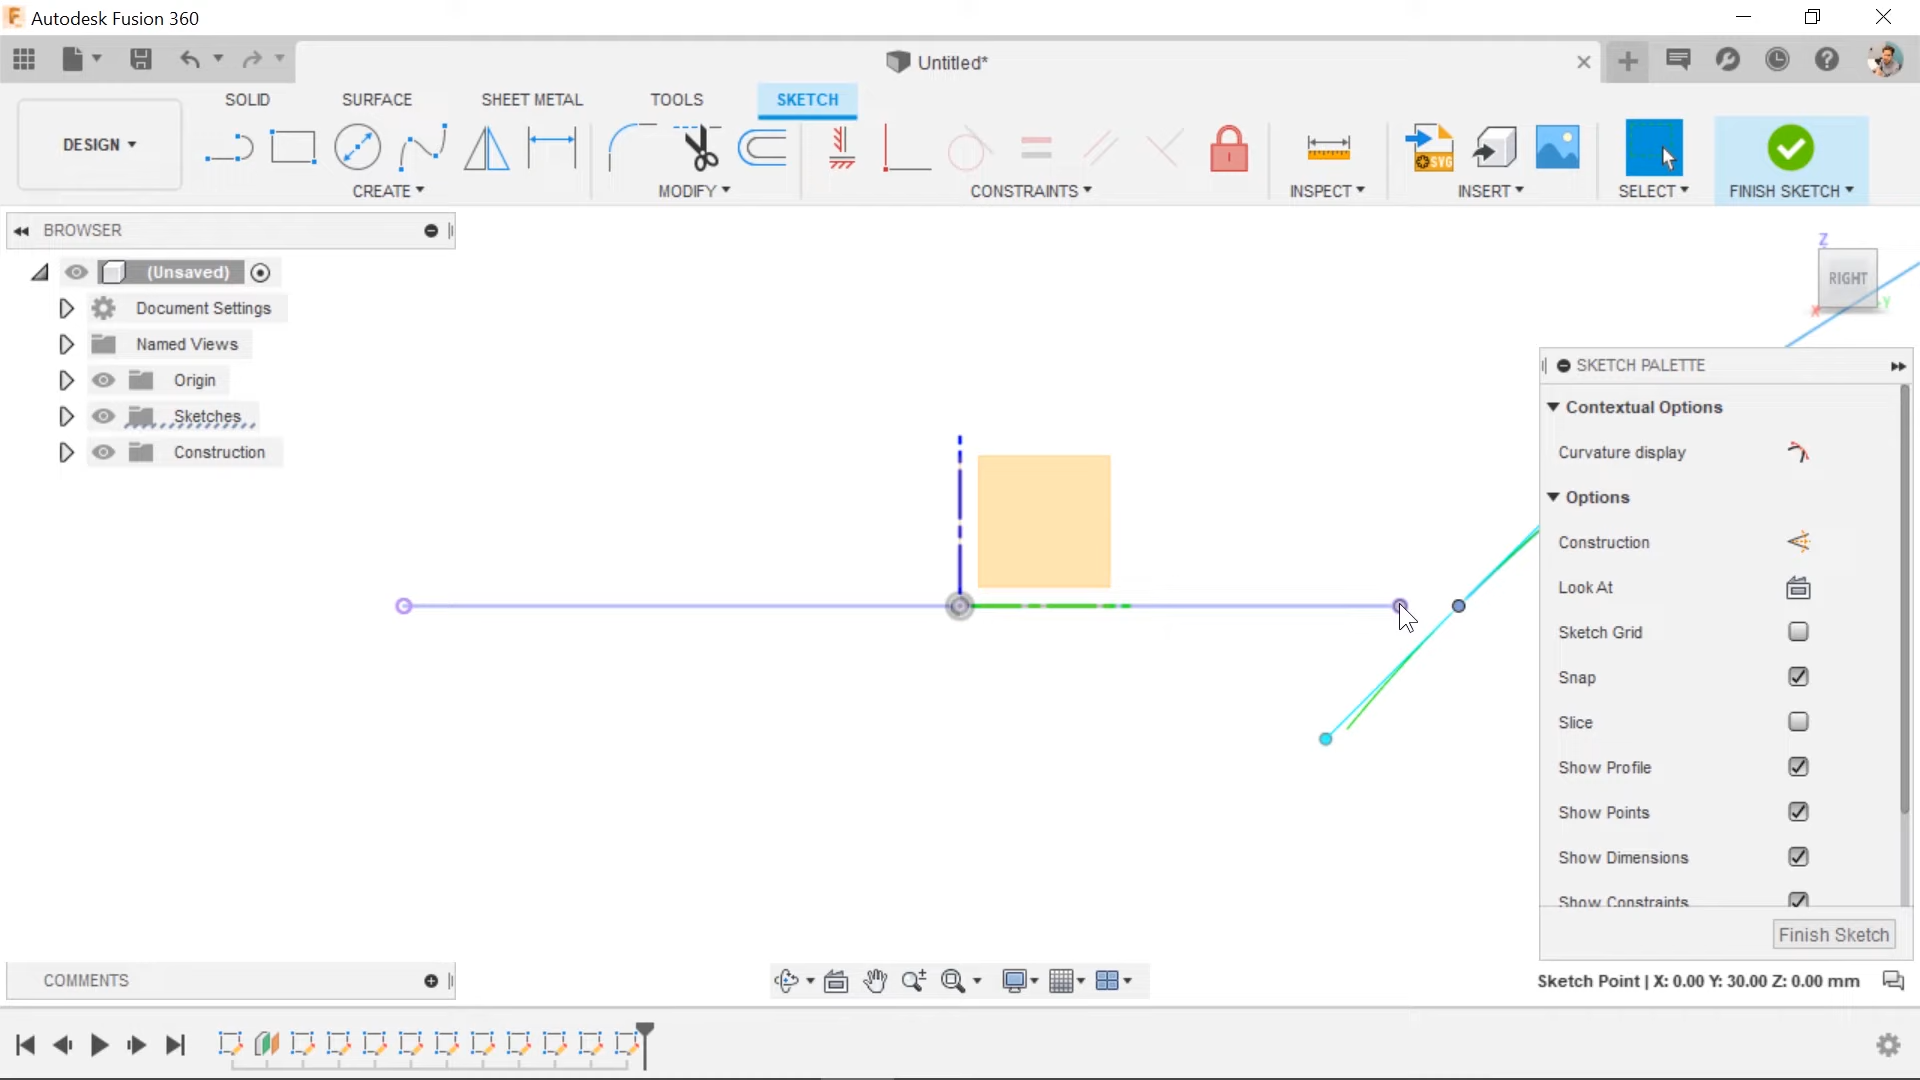 Autodesk Fusion 360
Untitled*
SOLID
SURFACE
SHEET METAL
TOOLS
SKETCH
DESIGN
CREATE
MODIFY
CONSTRAINTS
INSPECT
SVG
INSERT
SELECT
FINISH SKETCH
BROWSER
(Unsaved)
Document Settings
Named Views
Origin
Sketches
Construction
Z
RIGHT
X
Y
SKETCH PALETTE
Contextual Options
Curvature display
Options
Construction
Look At
Sketch Grid
Snap
Slice
Show Profile
Show Points
Show Dimensions
Show Constraints
Finish Sketch
COMMENTS
Sketch Point | X: 0.00 Y: 30.00 Z: 0.00 mm